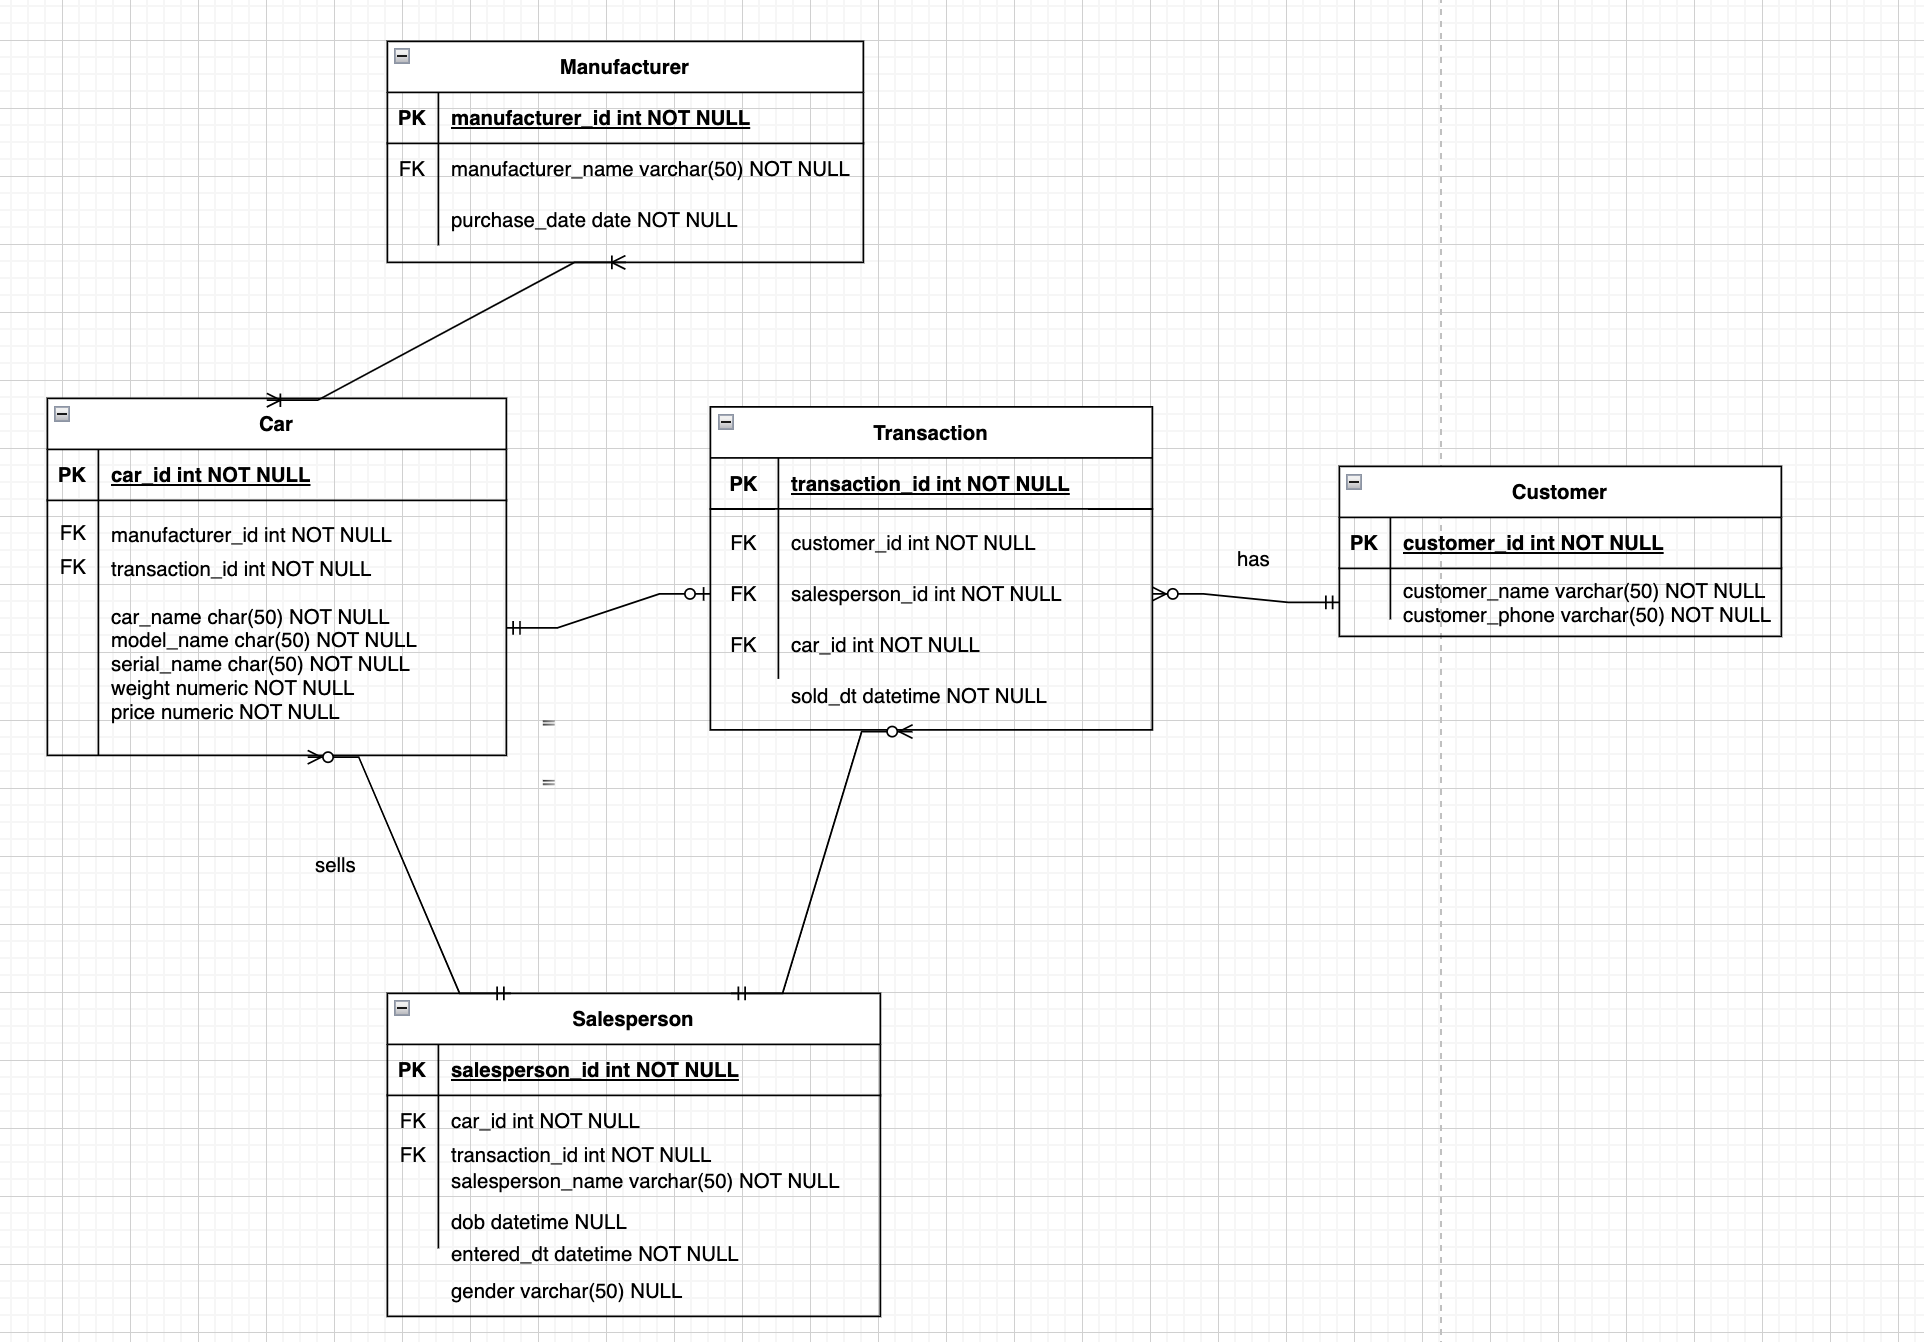 Manufacturer
PK manufacturer_id int NOT NULL
FK manufacturer_name varchar(50) NOT NULL
purchase_date date NOT NULL
Car
PK car_id int NOT NULL
FK manufacturer_id int NOT NULL
FK transaction_id int NOT NULL
car_name char(50) NOT NULL
model_name char(50) NOT NULL
serial_name char(50) NOT NULL
weight numeric NOT NULL
price numeric NOT NULL
Transaction
PK transaction_id int NOT NULL
FK customer_id int NOT NULL
FK salesperson_id int NOT NULL
FK car_id int NOT NULL
sold_dt datetime NOT NULL
has
Customer
PK customer_id int NOT NULL
customer_name varchar(50) NOT NULL
customer_phone varchar(50) NOT NULL
sells
Salesperson
PK salesperson_id int NOT NULL
FK car_id int NOT NULL
FK transaction_id int NOT NULL
salesperson_name varchar(50) NOT NULL
dob datetime NULL
entered_dt datetime NOT NULL
gender varchar(50) NULL